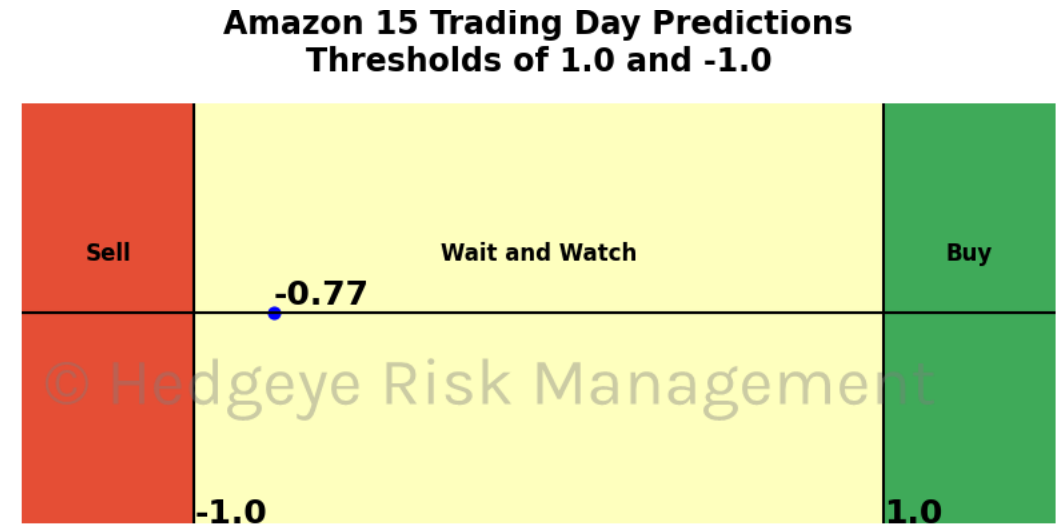 Amazon 15 Trading Day Predictions
Thresholds of 1.0 and -1.0
Sell
Wait and Watch
Buy
-0.77
© Hedgeye Risk Management
-1.0
1.0